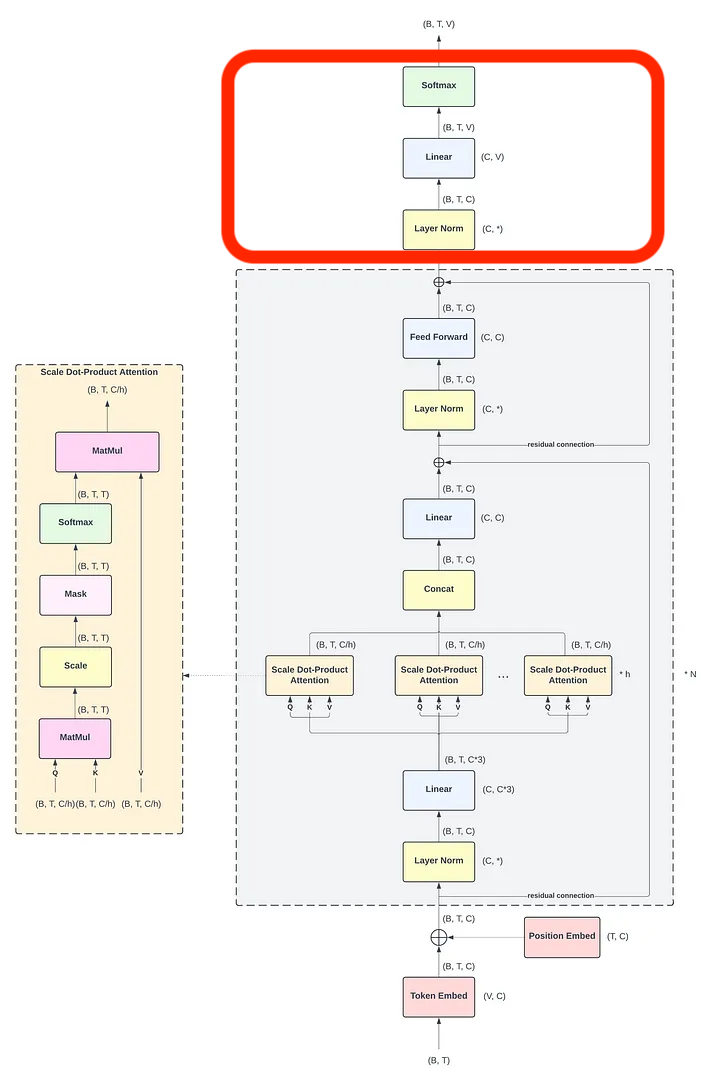 (B, T, V)
Softmax
(B, T, V)
Linear
(C, V)
(B, T, C)
Layer Norm
(C, *)
(B, T, C)
Feed Forward
(C, C)
(B, T, C)
Layer Norm
(C, *)
residual connection
(B, T, C)
Linear
(C, C)
(B, T, C)
Concat
(B, T, C/h)
(B, T, C/h)
(B, T, C/h)
Scale Dot-Product
Attention
Scale Dot-Product
Attention
...
Scale Dot-Product
Attention
* h
* N
Q K V
Q K V
Q K V
(B, T, C*3)
Linear
(C, C*3)
(B, T, C)
Layer Norm
(C, *)
residual connection
(B, T, C)
Position Embed
(T, C)
(B, T, C)
Token Embed
(V, C)
(B, T)
Scale Dot-Product Attention
(B, T, C/h)
MatMul
(B, T, T)
Softmax
(B, T, T)
Mask
(B, T, T)
Scale
(B, T, T)
MatMul
Q K V
(B, T, C/h) (B, T, C/h) (B, T, C/h)